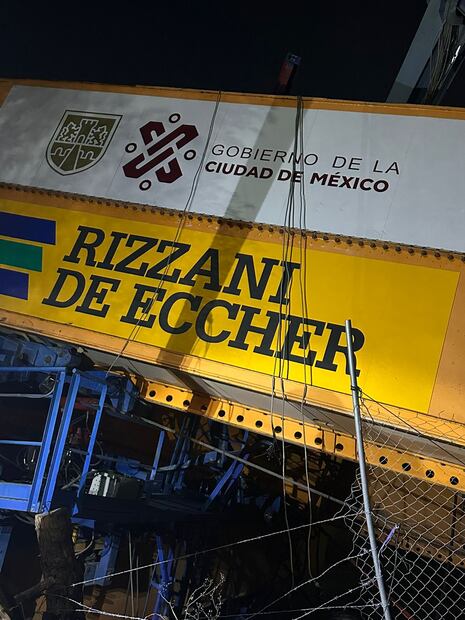 GOBIERNO DE LA
CIUDAD DE MÉXICO
RIZZANI
DE ECCHER